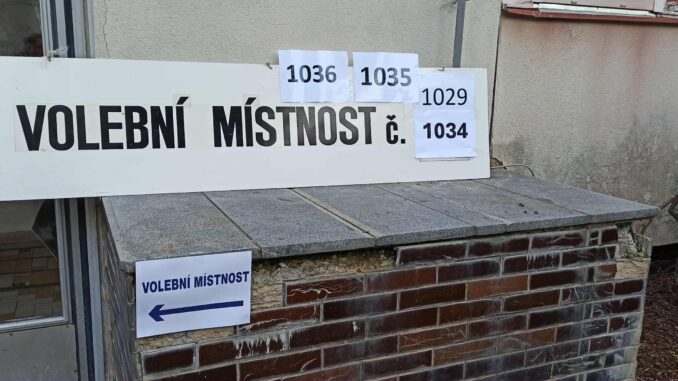 1036 1035
1029
VOLEBNÍ MÍSTNOST č. 1034
VOLEBNÍ MÍSTNOST